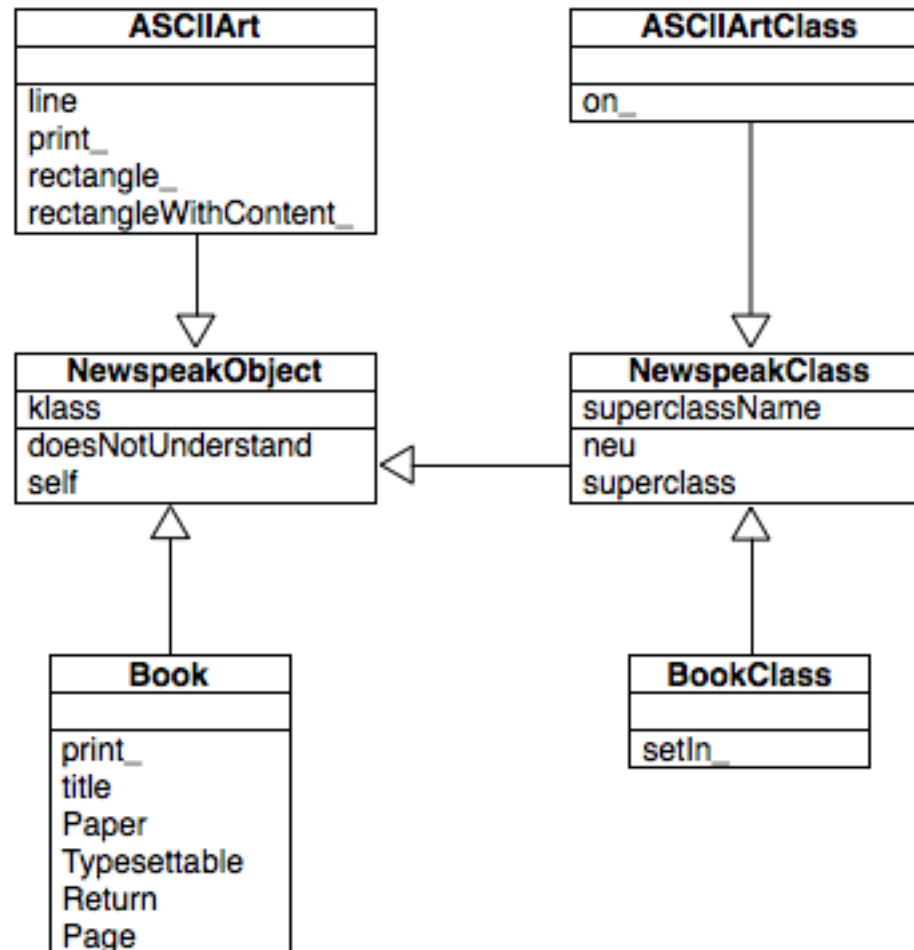 ASCIIArt
line
print_
rectangle_
rectangleWithContent_
ASCIIArtClass
on_
NewspeakObject
klass
doesNotUnderstand
self
NewspeakClass
superclassName
neu
superclass
Book
print_
title
Paper
Typesettable
Return
Page
BookClass
setIn_